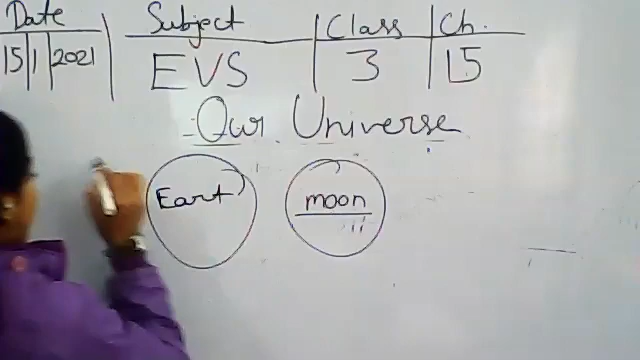 Date Subject Class Ch.
15|1|2021 EVS 3 15
Our Universe
Eart moon